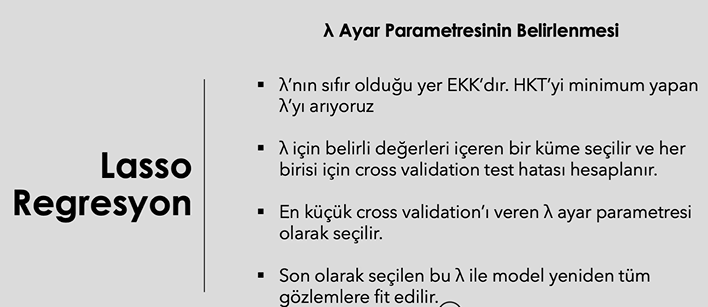 λ Ayar Parametresinin Belirlenmesi
Lasso
Regresyon
▪ λ’nın sıfır olduğu yer EKK’dır. HKT’yi minimum yapan
λ’yı arıyoruz
▪ λ için belirli değerleri içeren bir küme seçilir ve her
birisi için cross validation test hatası hesaplanır.
▪ En küçük cross validation’ı veren λ ayar parametresi
olarak seçilir.
▪ Son olarak seçilen bu λ ile model yeniden tüm
gözlemlere fit edilir.